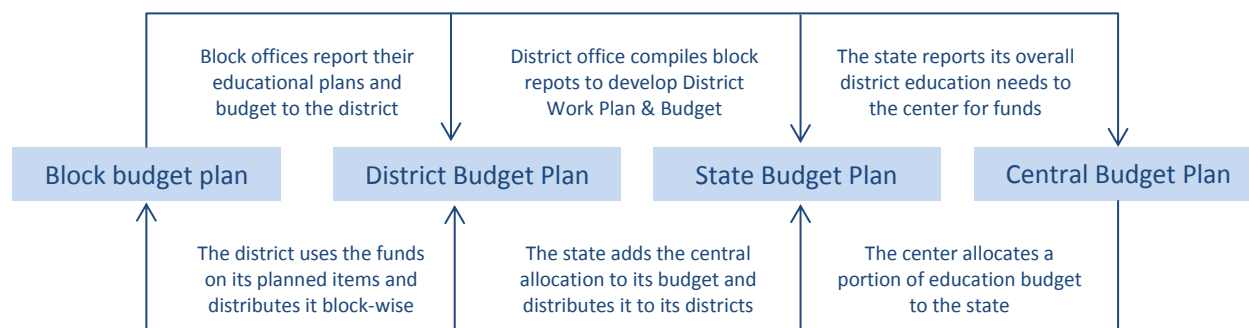 Block offices report their
educational plans and
budget to the district
District office compiles block
repots to develop District
Work Plan & Budget
The state reports its overall
district education needs to
the center for funds
Block budget plan
District Budget Plan
State Budget Plan
Central Budget Plan
The district uses the funds
on its planned items and
distributes it block-wise
The state adds the central
allocation to its budget and
distributes it to its districts
The center allocates a
portion of education budget
to the state